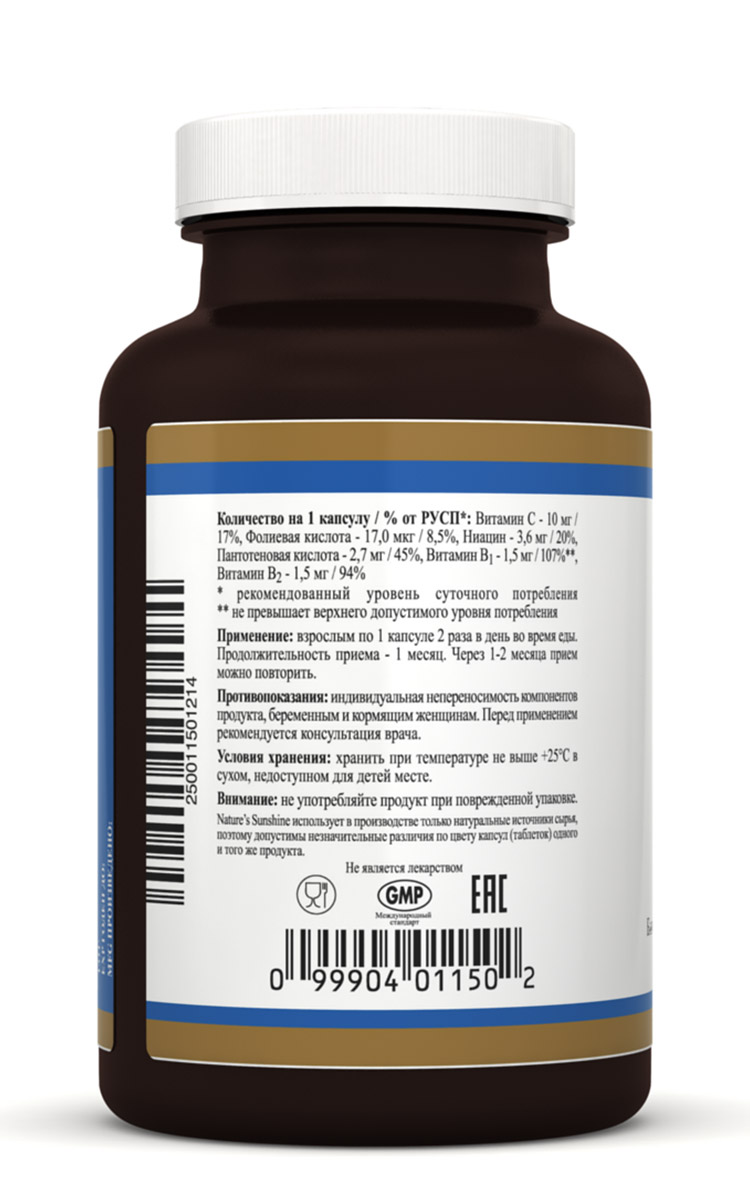 Количество на 1 капсулу / % от РУСП*: Витамин С - 10 мг /
17%, Фолиевая кислота - 17,0 мкг / 8,5%, Ниацин - 3,6 мг / 20%,
Пантотеновая кислота - 2,7 мг / 45%, Витамин В1 - 1,5 мг / 107%**,
Витамин В2 - 1,5 мг / 94%
* рекомендованный уровень суточного потребления
** не превышает верхнего допустимого уровня потребления
Применение: взрослым по 1 капсуле 2 раза в день во время еды.
Продолжительность приема - 1 месяц. Через 1-2 месяца прием
можно повторить.
Противопоказания: индивидуальная непереносимость компонентов
продукта, беременным и кормящим женщинам. Перед применением
рекомендуется консультация врача.
Условия хранения: хранить при температуре не выше +25°С в
сухом, недоступном для детей месте.
Внимание: не употребляйте продукт при поврежденной упаковке.
Nature's Sunshine использует в производстве только натуральные источники сырья,
поэтому допустимы незначительные различия по цвету капсул (таблеток) одного
и того же продукта.
Не является лекарством
GMP
Международный
стандарт
EAC
0 99904 01150 2
250011501214